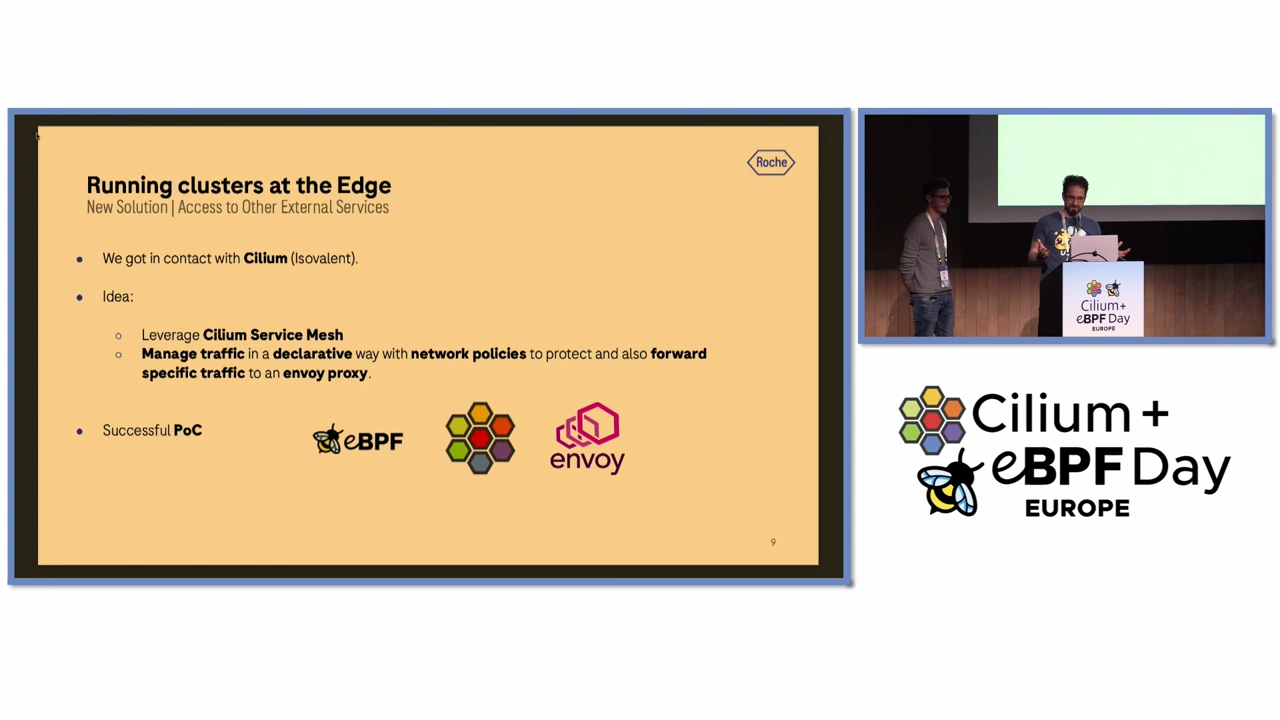 Roche
Running clusters at the Edge
New Solution | Access to Other External Services
We got in contact with Cilium (Isovalent).
Idea:
Leverage Cilium Service Mesh
Manage traffic in a declarative way with network policies to protect and also forward
specific traffic to an envoy proxy.
Successful PoC
eBPF
envoy
9
Cilium+
eBPF Day
EUROPE
Cilium +
eBPF Day
EUROPE